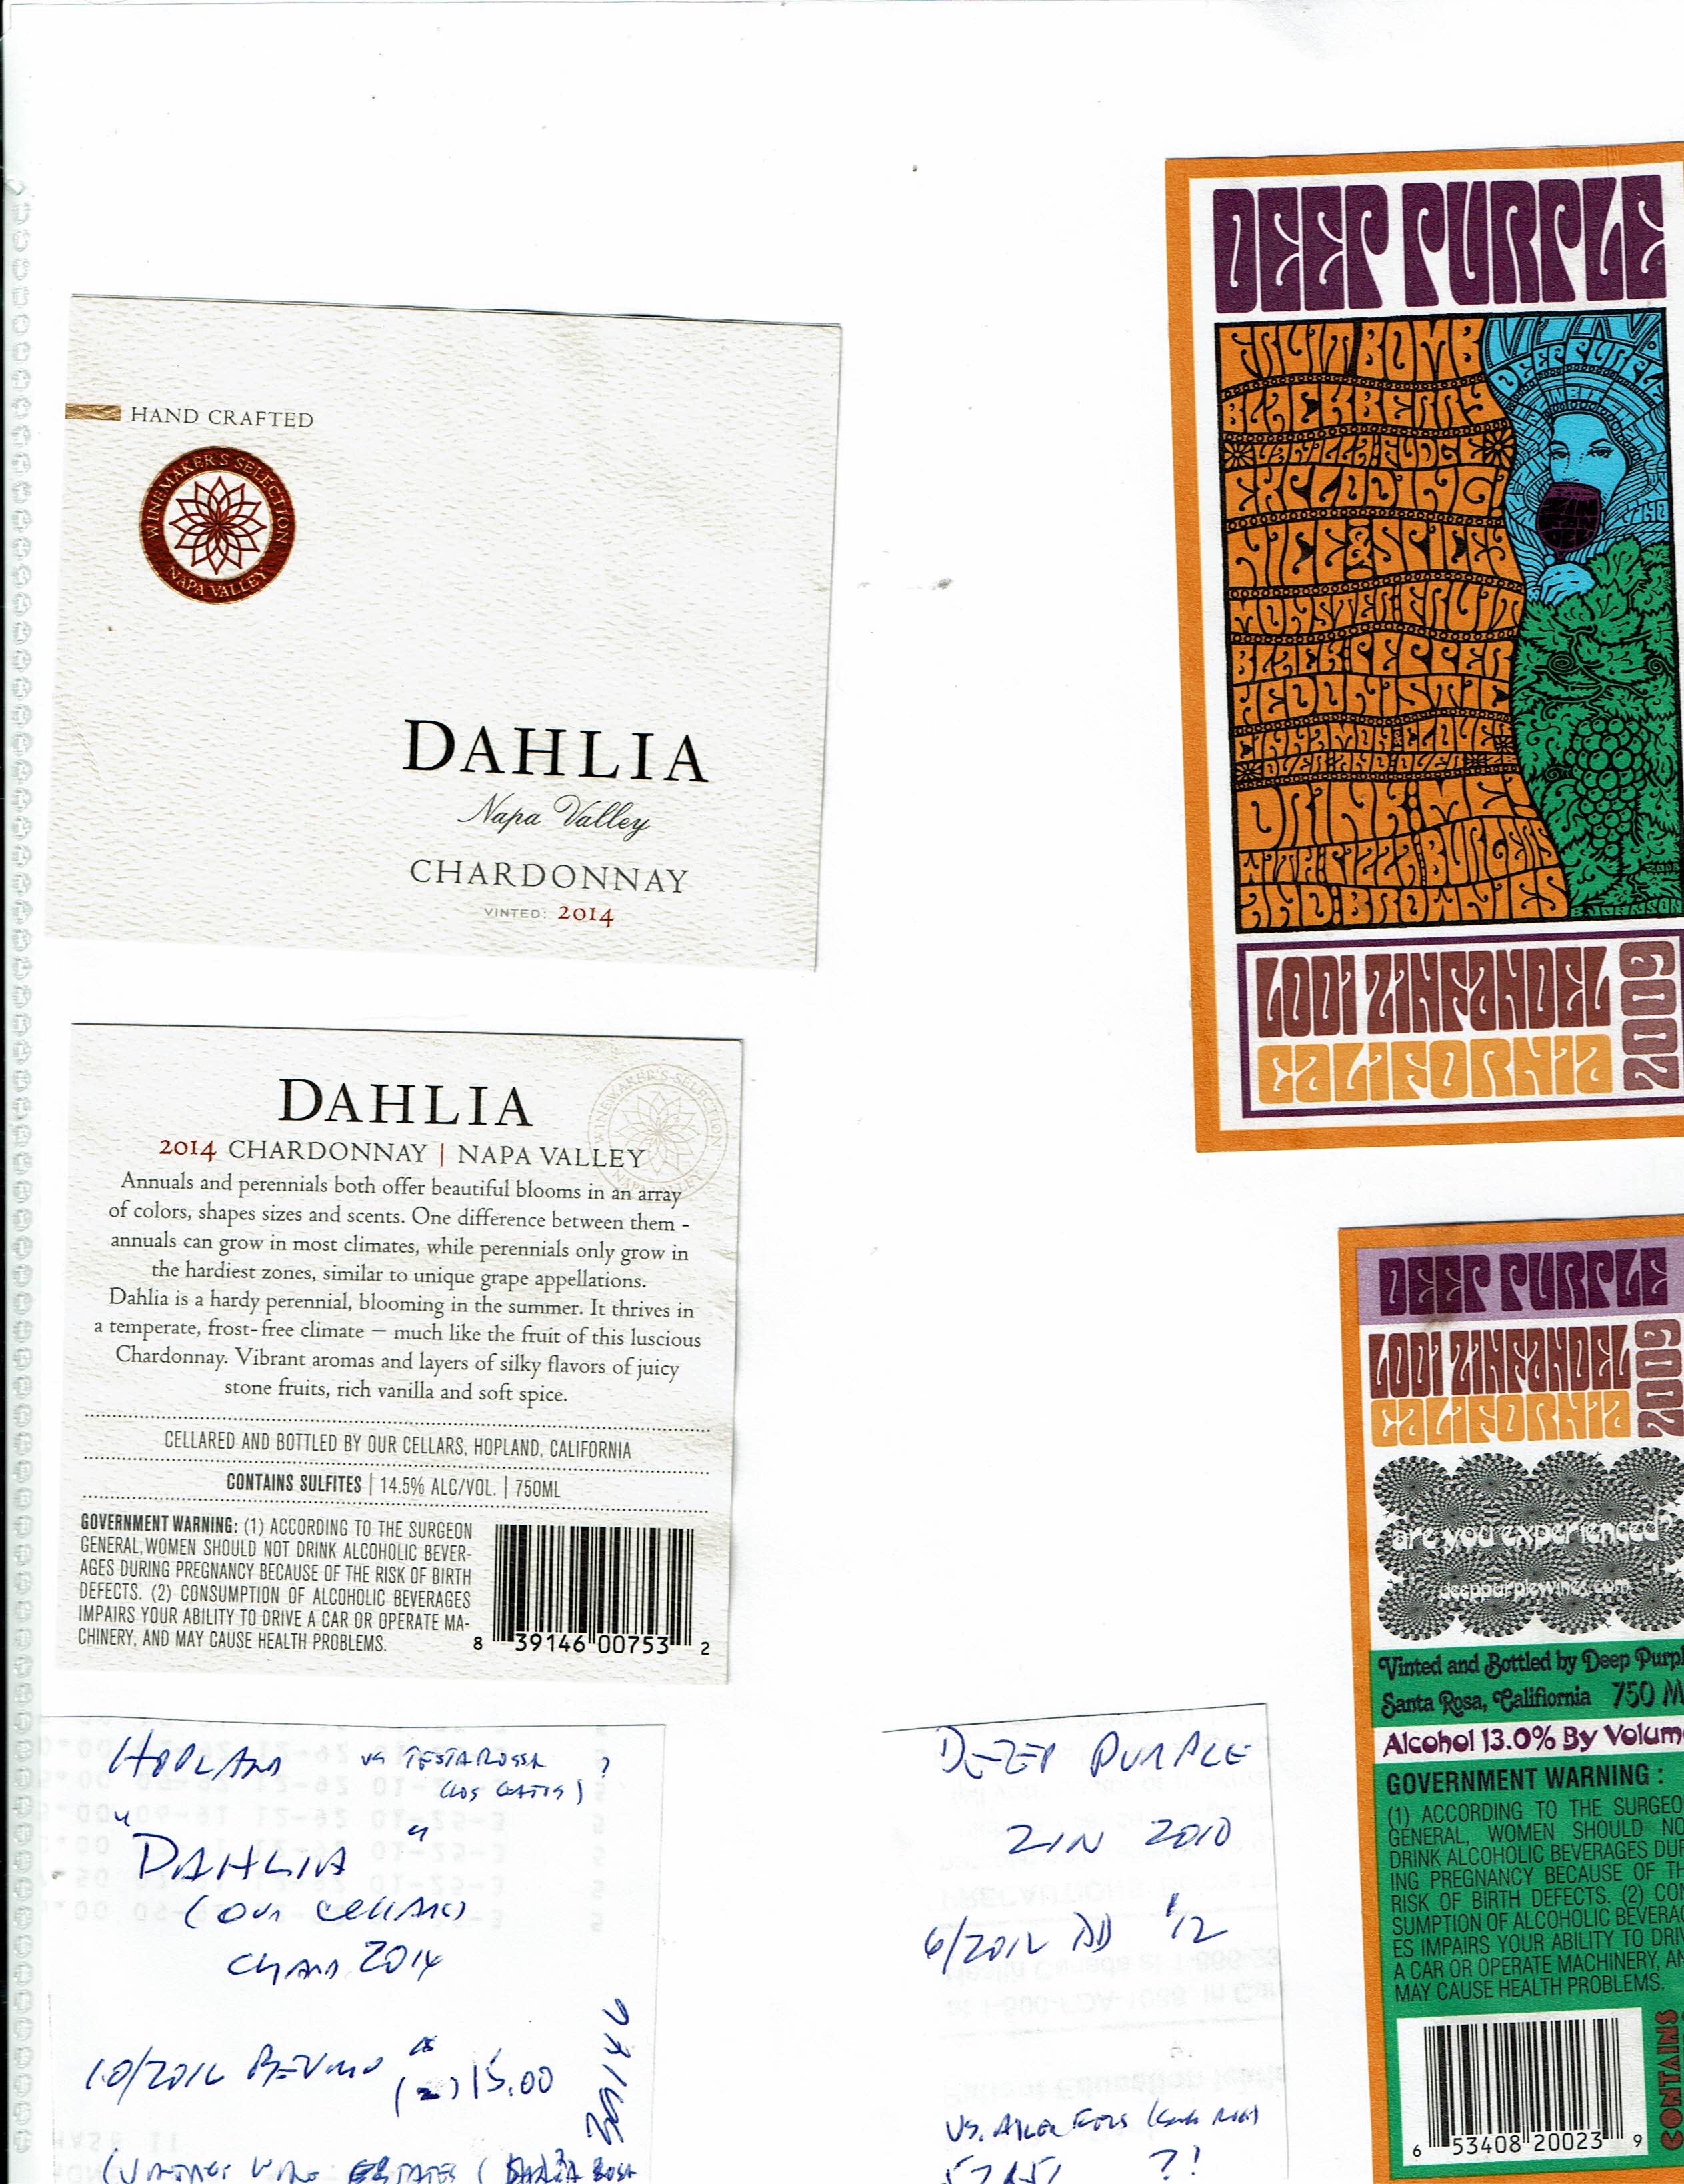 HAND CRAFTED
WINEMAKER'S SELECTION
NAPA VALLEY
DAHLIA
Napa Valley
CHARDONNAY
VINTED: 2014
DAHLIA
WINEMAKER'S SELECTION
NAPA VALLEY
2014 CHARDONNAY | NAPA VALLEY
Annuals and perennials both offer beautiful blooms in an array
of colors, shapes sizes and scents. One difference between them -
annuals can grow in most climates, while perennials only grow in
the hardiest zones, similar to unique grape appellations.
Dahlia is a hardy perennial, blooming in the summer. It thrives in
a temperate, frost-free climate — much like the fruit of this luscious
Chardonnay. Vibrant aromas and layers of silky flavors of juicy
stone fruits, rich vanilla and soft spice.
CELLARED AND BOTTLED BY OUR CELLARS, HOPLAND, CALIFORNIA
CONTAINS SULFITES | 14.5% ALC/VOL. | 750ML
GOVERNMENT WARNING: (1) ACCORDING TO THE SURGEON
GENERAL, WOMEN SHOULD NOT DRINK ALCOHOLIC BEVER-
AGES DURING PREGNANCY BECAUSE OF THE RISK OF BIRTH
DEFECTS. (2) CONSUMPTION OF ALCOHOLIC BEVERAGES
IMPAIRS YOUR ABILITY TO DRIVE A CAR OR OPERATE MA-
CHINERY, AND MAY CAUSE HEALTH PROBLEMS.
8 39146 00753 2
HOPLAND vs TESTAROSSA ?
(LOS GATOS)
"DAHLIA"
(OUR CELLARS)
CHARD 2014
10/2016 BEVMO (2) 15.00
39146
DEEP PURPLE
FRUIT BOMB
BLACKBERRY
VANILLA FUDGE
EXPLODING!
NICE & SPICEY
MONSTER FRUIT
BLACK PEPPER
HEDONISTIC
CINNAMON CLOVE
OVER AND OVER
DRINK ME!
WITH PIZZA BURGERS
AND BROWNIES
VIZAV
DEEP PURPLE
2009
B JOHNSON
LODI ZINFANDEL
CALIFORNIA
2009
DEEP PURPLE
LODI ZINFANDEL
CALIFORNIA
2009
are you experienced?
deeppurplewines.com
Vinted and Bottled by Deep Purpl
Santa Rosa, Califiornia 750 M
Alcohol 13.0% By Volum
GOVERNMENT WARNING :
(1) ACCORDING TO THE SURGEO
GENERAL, WOMEN SHOULD NO
DRINK ALCOHOLIC BEVERAGES DUR
ING PREGNANCY BECAUSE OF TH
RISK OF BIRTH DEFECTS. (2) CON
SUMPTION OF ALCOHOLIC BEVERAG
ES IMPAIRS YOUR ABILITY TO DRIV
A CAR OR OPERATE MACHINERY, AN
MAY CAUSE HEALTH PROBLEMS.
CONTAINS
6 53408 20023 9
DEEP PURPLE
ZIN 2010
6/2012 DD 12
VS.
?!